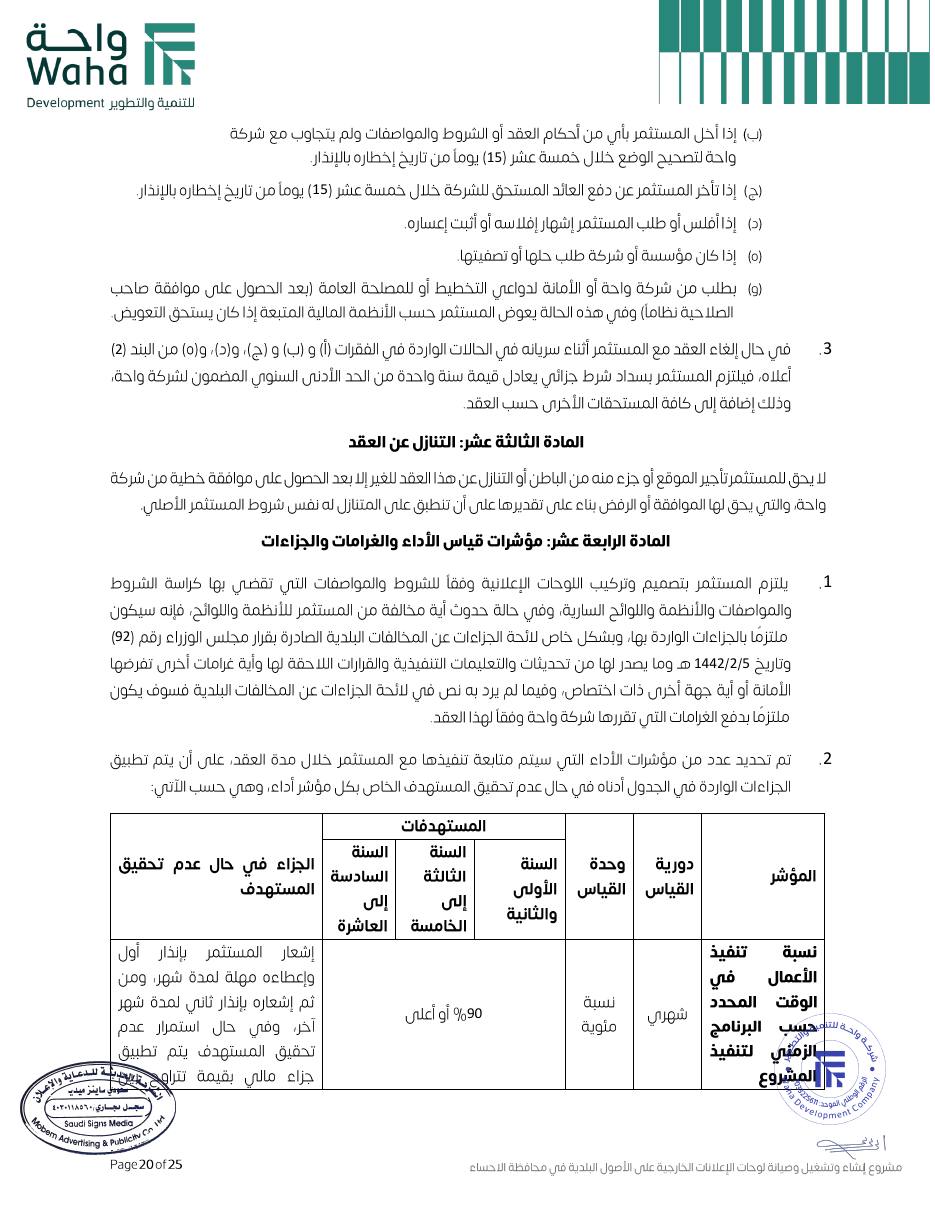 واحة
Waha
Development للتنمية والتطوير
(ب) إذا أخل المستثمر بأي من أحكام العقد أو الشروط والمواصفات ولم يتجاوب مع شركة
واحة لتصحيح الوضع خلال خمسة عشر (15) يوماً من تاريخ إخطاره بالإنذار.
(ج) إذا تأخر المستثمر عن دفع العائد المستحق للشركة خلال خمسة عشر (15) يوماً من تاريخ إخطاره بالإنذار.
(د) إذا أفلس أو طلب المستثمر إشهار إفلاسه أو أثبت إعساره.
(ه) إذا كان مؤسسة أو شركة طلب حلها أو تصفيتها.
(و) بطلب من شركة واحة أو الأمانة لدواعي التخطيط أو للمصلحة العامة (بعد الحصول على موافقة صاحب
الصلاحية نظاماً) وفي هذه الحالة يعوض المستثمر حسب الأنظمة المالية المتبعة إذا كان يستحق التعويض.
3. في حال إلغاء العقد مع المستثمر أثناء سريانه في الحالات الواردة في الفقرات (أ) و (ب) و (ج)، و(د)، و(ه) من البند (2)
أعلاه، فيلتزم المستثمر بسداد شرط جزائي يعادل قيمة سنة واحدة من الحد الأدنى السنوي المضمون لشركة واحة،
وذلك إضافة إلى كافة المستحقات الأخرى حسب العقد.
المادة الثالثة عشر: التنازل عن العقد
لا يحق للمستثمر تأجير الموقع أو جزء منه من الباطن أو التنازل عن هذا العقد للغير إلا بعد الحصول على موافقة خطية من شركة
واحة، والتي يحق لها الموافقة أو الرفض بناء على تقديرها على أن تنطبق على المتنازل له نفس شروط المستثمر الأصلي.
المادة الرابعة عشر: مؤشرات قياس الأداء والغرامات والجزاءات
1. يلتزم المستثمر بتصميم وتركيب اللوحات الإعلانية وفقاً للشروط والمواصفات التي تقضي بها كراسة الشروط
والمواصفات والأنظمة واللوائح السارية، وفي حالة حدوث أية مخالفة من المستثمر للأنظمة واللوائح، فإنه سيكون
ملتزمًا بالجزاءات الواردة بها، وبشكل خاص لائحة الجزاءات عن المخالفات البلدية الصادرة بقرار مجلس الوزراء رقم (92)
وتاريخ 1442/2/5 هـ وما يصدر لها من تحديثات والتعليمات التنفيذية والقرارات اللاحقة لها وأية غرامات أخرى تفرضها
الأمانة أو أية جهة أخرى ذات اختصاص، وفيما لم يرد به نص في لائحة الجزاءات عن المخالفات البلدية فسوف يكون
ملتزمًا بدفع الغرامات التي تقررها شركة واحة وفقاً لهذا العقد.
2. تم تحديد عدد من مؤشرات الأداء التي سيتم متابعة تنفيذها مع المستثمر خلال مدة العقد، على أن يتم تطبيق
الجزاءات الواردة في الجدول أدناه في حال عدم تحقيق المستهدف الخاص بكل مؤشر أداء، وهي حسب الآتي:
المؤشر
دورية
القياس
وحدة
القياس
المستهدفات
السنة
الأولى
والثانية
السنة
الثالثة
إلى
الخامسة
السنة
السادسة
إلى
العاشرة
الجزاء في حال عدم تحقيق
المستهدف
نسبة تنفيذ
الأعمال في
الوقت المحدد
حسب البرنامج
الزمني لتنفيذ
المشروع
شهري
نسبة
مئوية
90% أو أعلى
إشعار المستثمر بإنذار أول
وإعطاءه مهلة لمدة شهر، ومن
ثم إشعاره بإنذار ثاني لمدة شهر
آخر، وفي حال استمرار عدم
تحقيق المستهدف يتم تطبيق
جزاء مالي بقيمة تتراوح
شركة واحة للتنمية والتطوير
Waha Development Company
سعودي ساينز ميديا
سجل تجاري: ٤٠٣٠١١٨٥٦٠
Saudi Signs Media
Modern Advertising & Publicity Co.
Page 20 of 25
مشروع إنشاء وتشغيل وصيانة لوحات الإعلانات الخارجية على الأصول البلدية في محافظة الاحساء